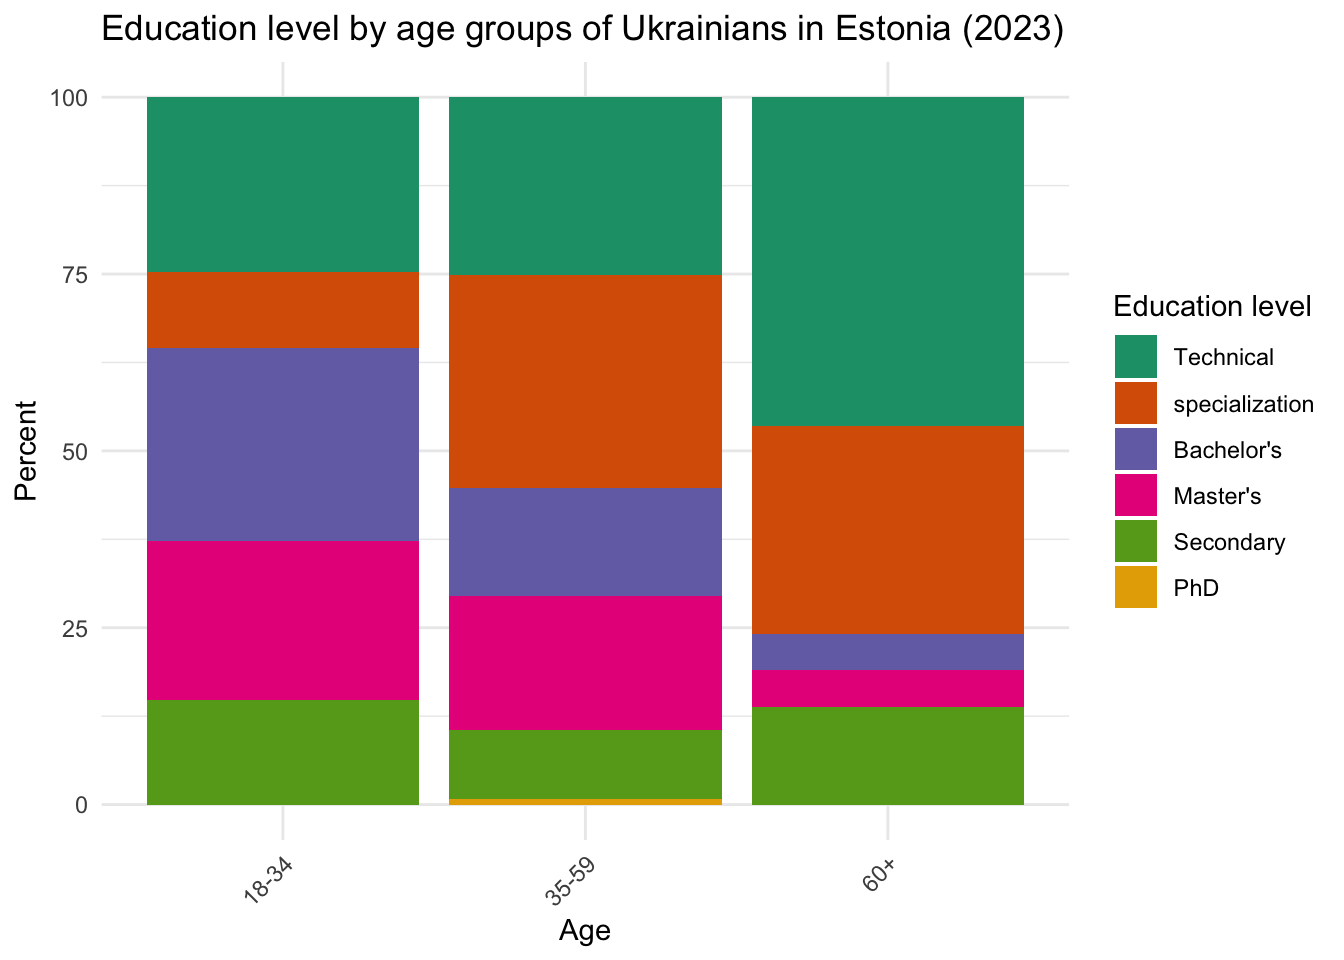 Education level by age groups of Ukrainians in Estonia (2023)
100
75
50
25
0
Percent
18-34
35-59
60+
Age
Education level
Technical
specialization
Bachelor's
Master's
Secondary
PhD